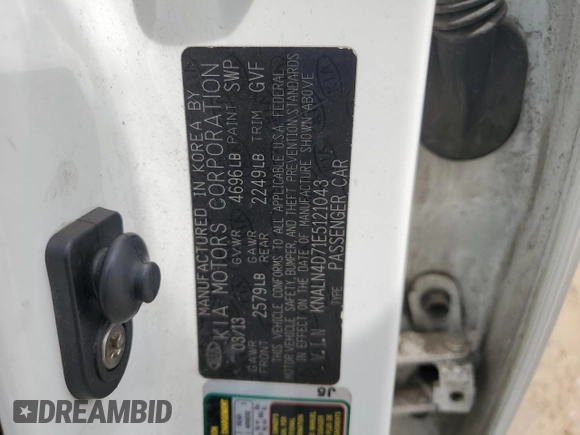 MANUFACTURED IN KOREA BY
KIA MOTORS CORPORATION
03/13 GVWR 4696LB PAINT SWP
GAWR FRONT 2579LB GAWR REAR 2249LB TRIM GVF
THIS VEHICLE CONFORMS TO ALL APPLICABLE U.S.A. FEDERAL
MOTOR VEHICLE SAFETY, BUMPER, AND THEFT PREVENTION STANDARDS
IN EFFECT ON THE DATE OF MANUFACTURE SHOWN ABOVE
V.I.N KNALN4D71E5121043
TYPE PASSENGER CAR
J6
DREAMBID